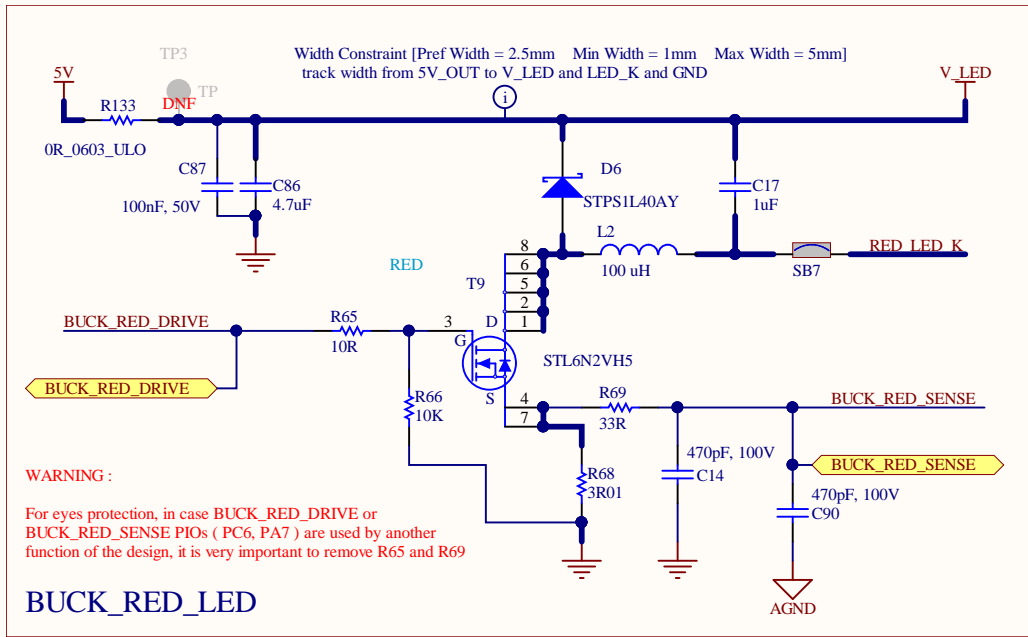 TP3
Width Constraint [Pref Width = 2.5mm Min Width = 1mm Max Width = 5mm]
track width from 5V_OUT to V_LED and LED_K and GND
5V
V_LED
TP
DNF
i
R133
0R_0603_ULO
C87
100nF, 50V
C86
4.7uF
D6
STPS1L40AY
C17
1uF
L2
100 uH
RED_LED_K
SB7
RED
T9
8
6
5
2
1
BUCK_RED_DRIVE
R65
10R
3
G
D
S
STL6N2VH5
BUCK_RED_DRIVE
R66
10K
4
7
R69
33R
BUCK_RED_SENSE
470pF, 100V
C14
BUCK_RED_SENSE
R68
3R01
470pF, 100V
C90
AGND
WARNING :
For eyes protection, in case BUCK_RED_DRIVE or
BUCK_RED_SENSE PIOs ( PC6, PA7 ) are used by another
function of the design, it is very important to remove R65 and R69
BUCK_RED_LED